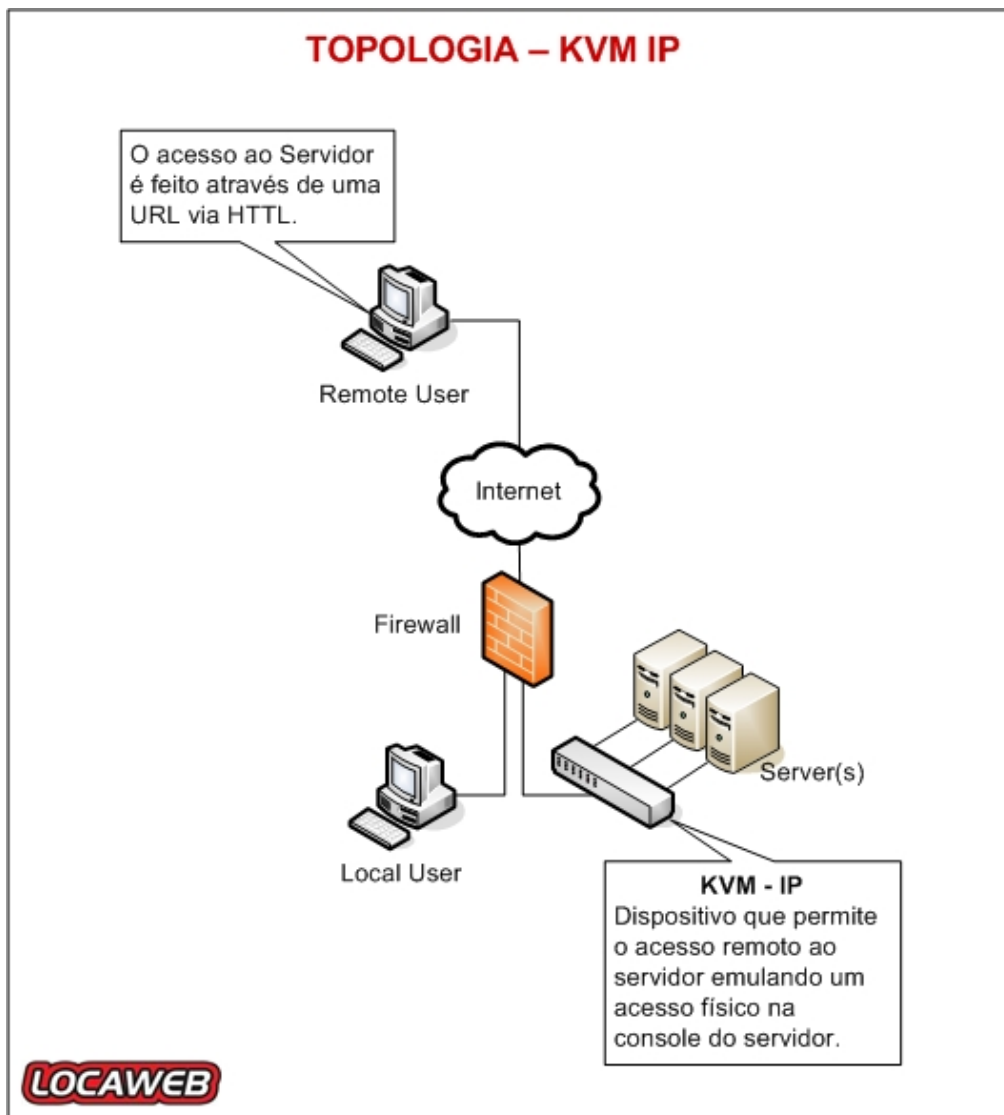 TOPOLOGIA – KVM IP
O acesso ao Servidor
é feito através de uma
URL via HTTL.
Remote User
Internet
Firewall
Server(s)
Local User
KVM - IP
Dispositivo que permite
o acesso remoto ao
servidor emulando um
acesso físico na
console do servidor.
LOCAWEB